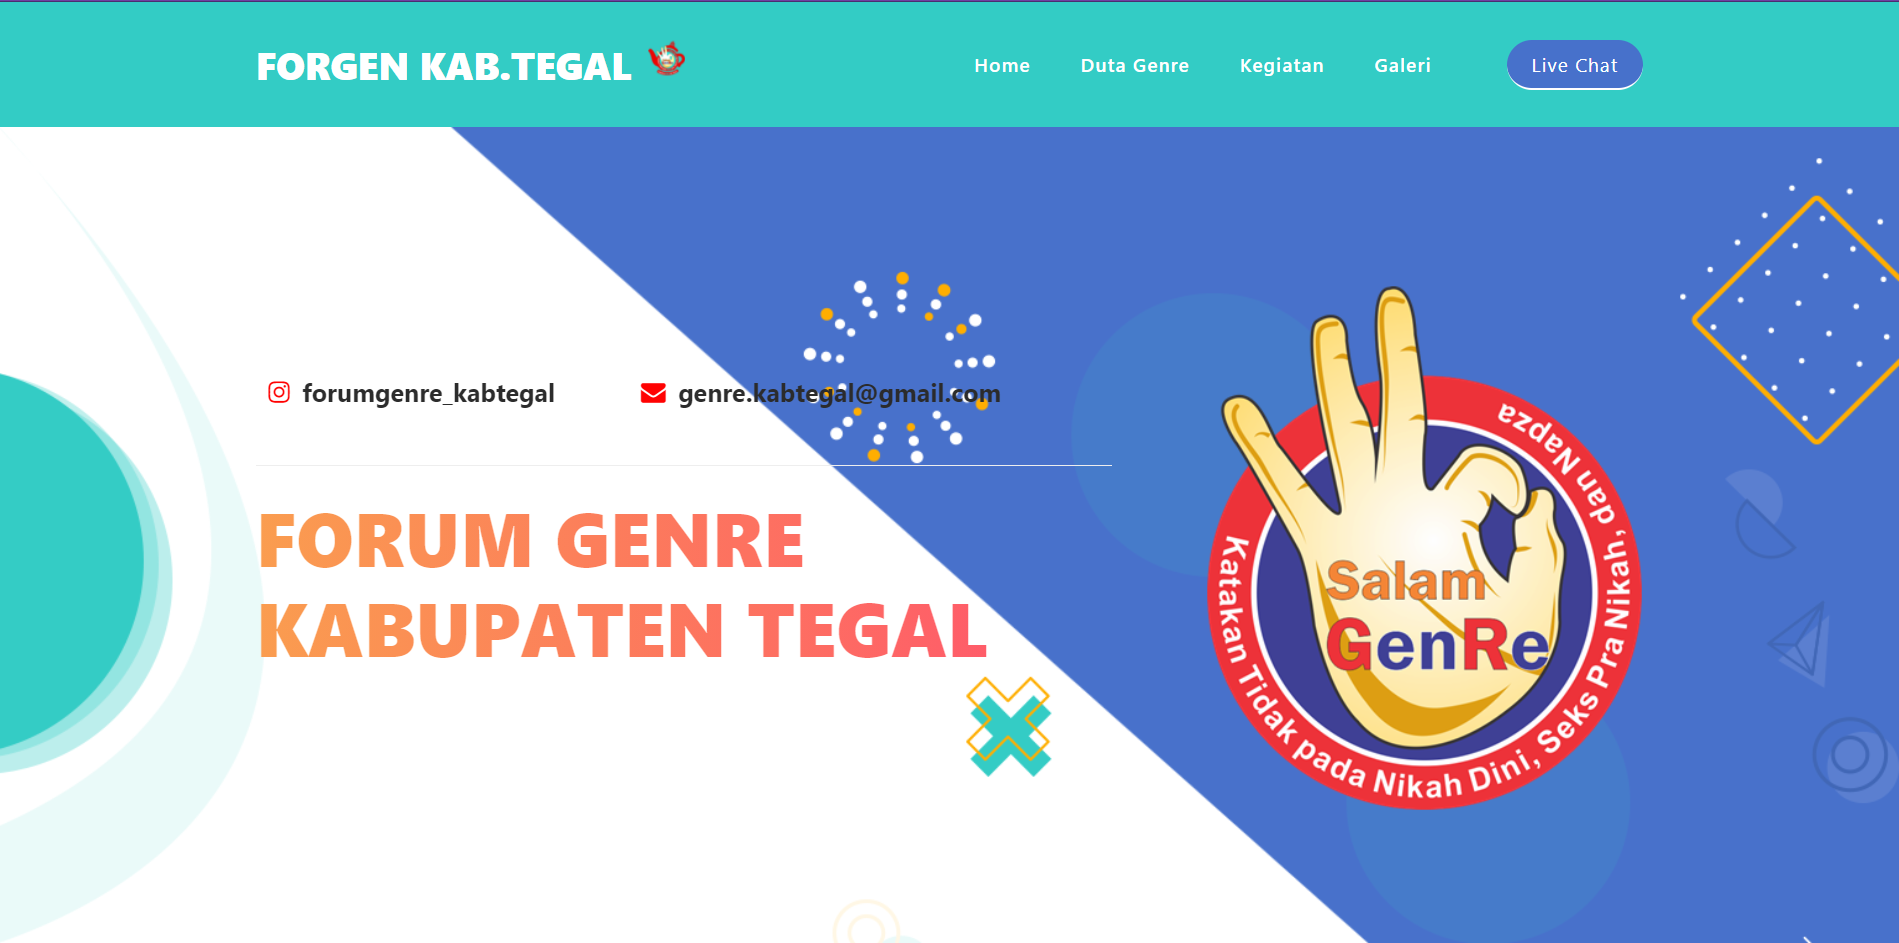 FORGEN KAB.TEGAL
Home
Duta Genre
Kegiatan
Galeri
Live Chat
forumgenre_kabtegal
genre.kabtegal@gmail.com
FORUM GENRE
KABUPATEN TEGAL
Salam
GenRe
Katakan Tidak pada Nikah Dini, Seks Pra Nikah, dan Napza